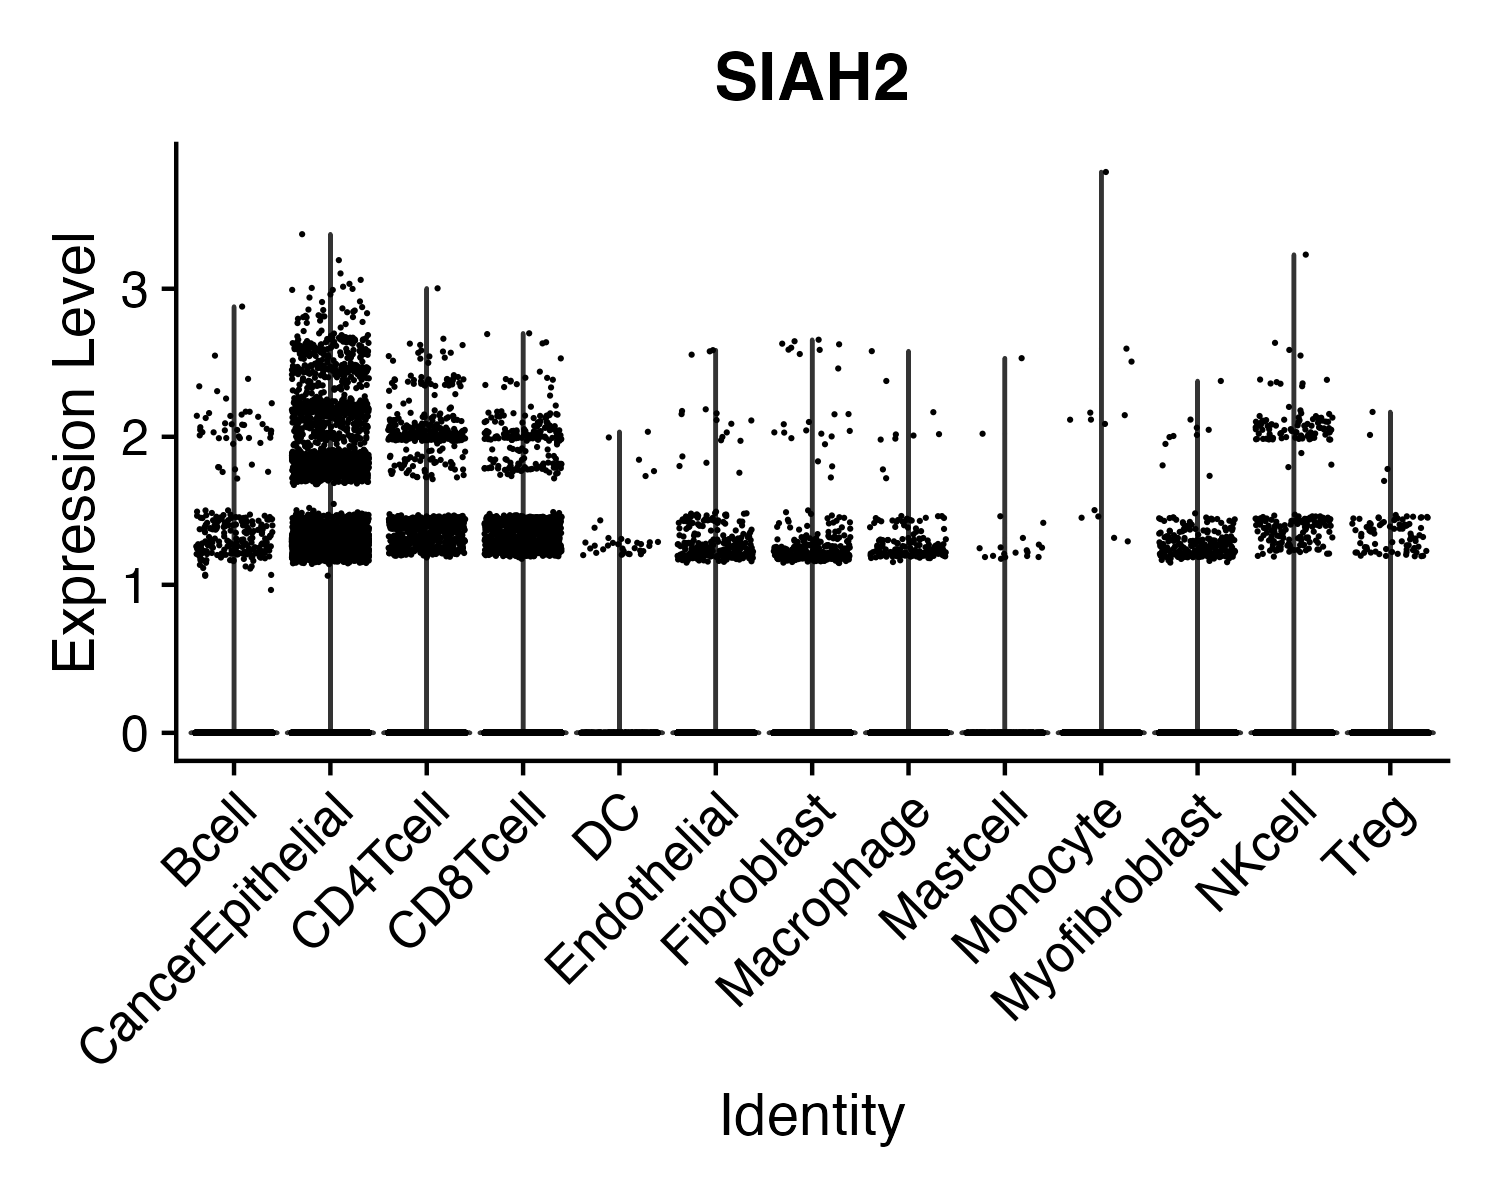 SIAH2
Expression Level
3
2
1
0
Bcell
CancerEpithelial
CD4Tcell
CD8Tcell
DC
Endothelial
Fibroblast
Macrophage
Mastcell
Monocyte
Myofibroblast
NKcell
Treg
Identity